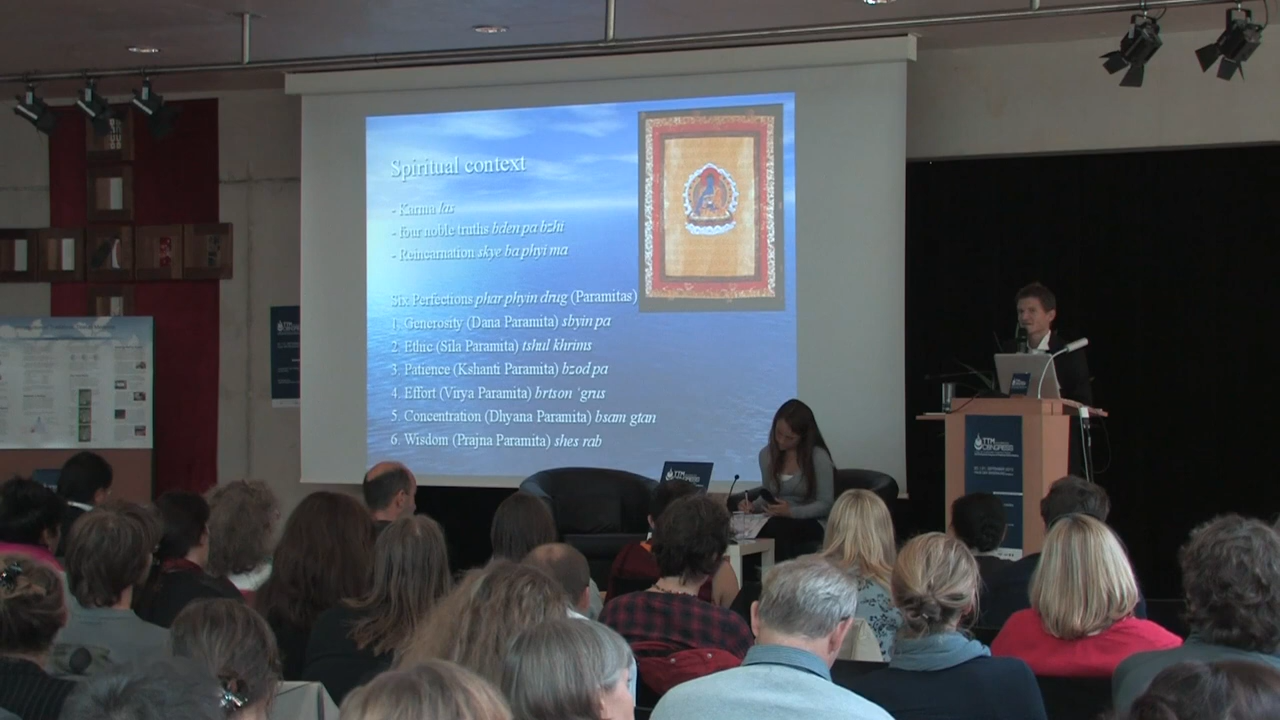 Spiritual context
- Karma las
- four noble truths bden pa bzhi
- Reincarnation skye ba phyi ma
Six Perfections phar phyin drug (Paramitas)
1. Generosity (Dana Paramita) sbyin pa
2. Ethic (Sila Paramita) tshul khrims
3. Patience (Kshanti Paramita) bzod pa
4. Effort (Virya Paramita) brtson ‘grus
5. Concentration (Dhyana Paramita) bsam gtan
6. Wisdom (Prajna Paramita) shes rab
TTM
CONGRESS
TTM